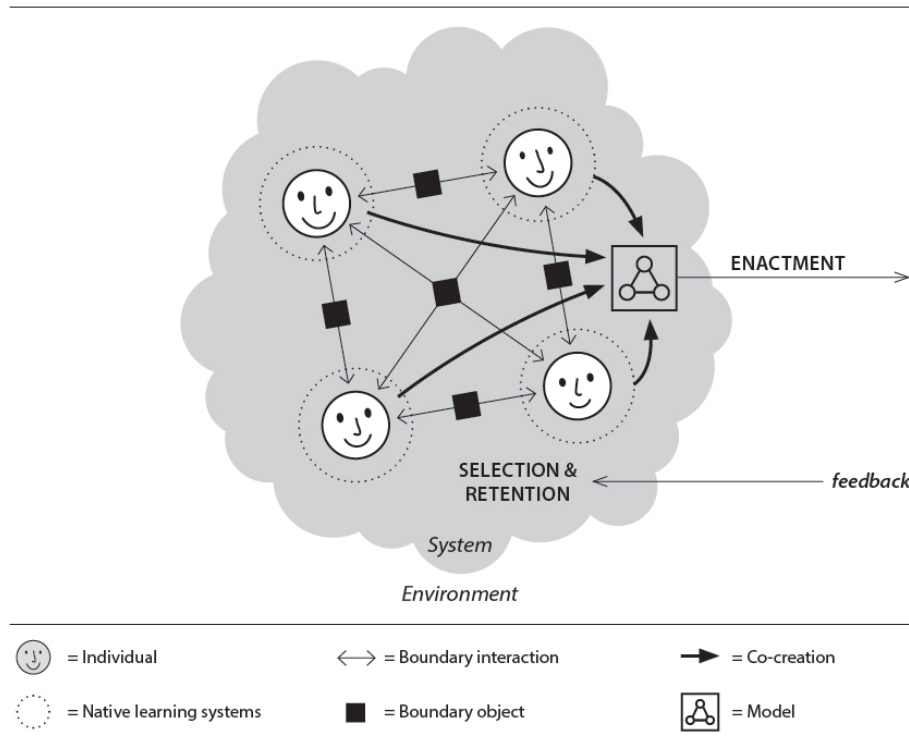 ENACTMENT
SELECTION &
RETENTION
feedback
System
Environment
= Individual
= Boundary interaction
= Co-creation
= Native learning systems
= Boundary object
= Model